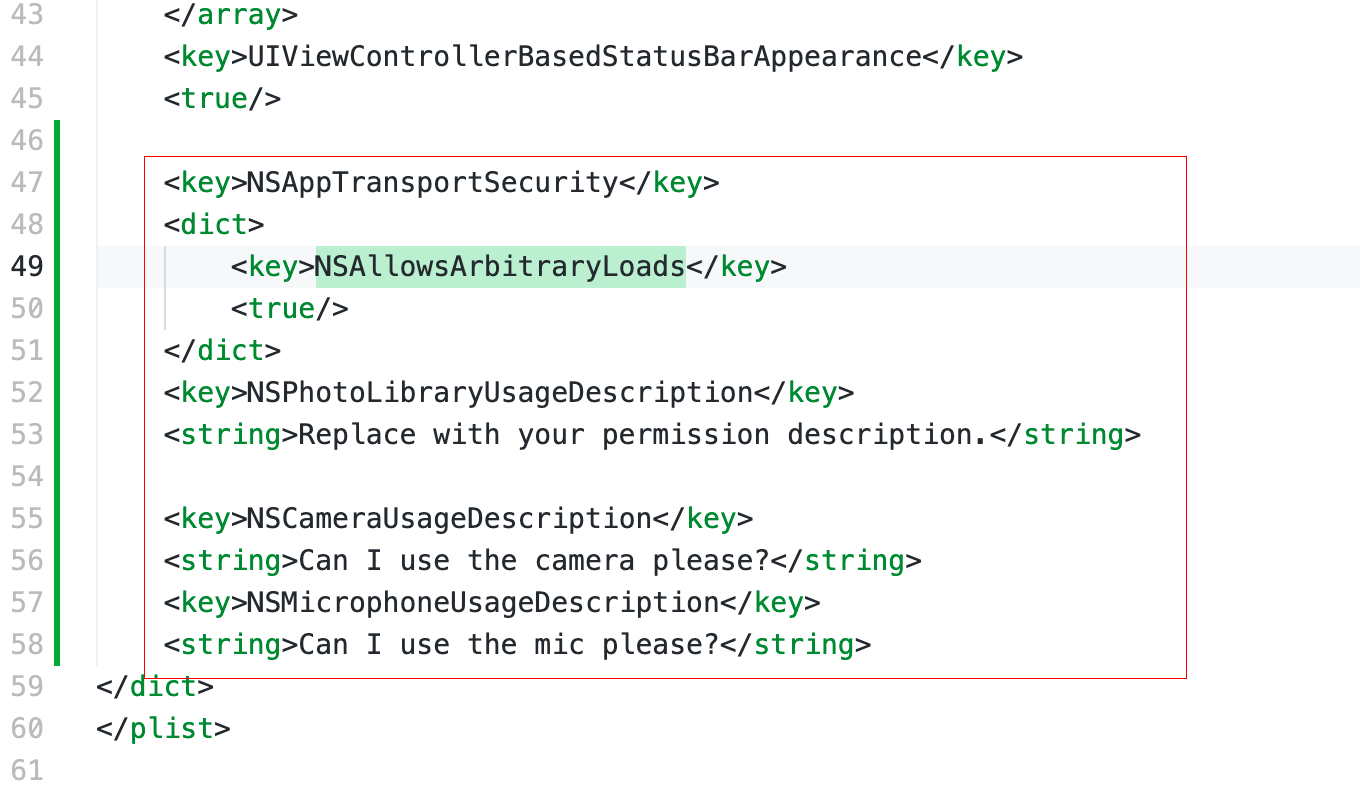 43 </array>
44 <key>UIViewControllerBasedStatusBarAppearance</key>
45 <true/>
46
47 <key>NSAppTransportSecurity</key>
48 <dict>
49 <key>NSAllowsArbitraryLoads</key>
50 <true/>
51 </dict>
52 <key>NSPhotoLibraryUsageDescription</key>
53 <string>Replace with your permission description.</string>
54
55 <key>NSCameraUsageDescription</key>
56 <string>Can I use the camera please?</string>
57 <key>NSMicrophoneUsageDescription</key>
58 <string>Can I use the mic please?</string>
59 </dict>
60 </plist>
61